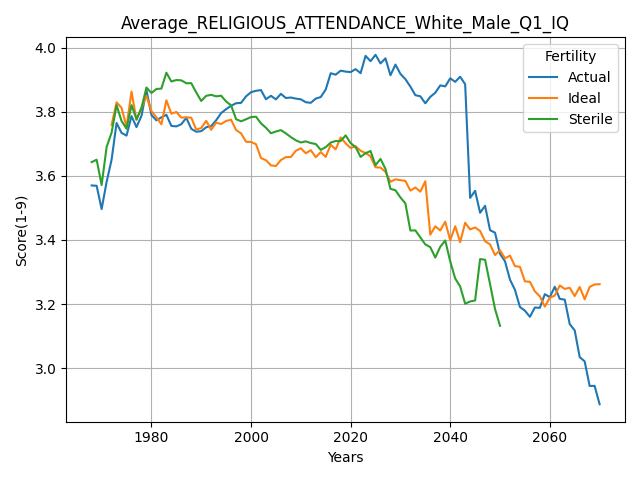 Average_RELIGIOUS_ATTENDANCE_White_Male_Q1_IQ
Fertility
Actual
Ideal
Sterile
Score(1-9)
4.0
3.8
3.6
3.4
3.2
3.0
1980 2000 2020 2040 2060
Years